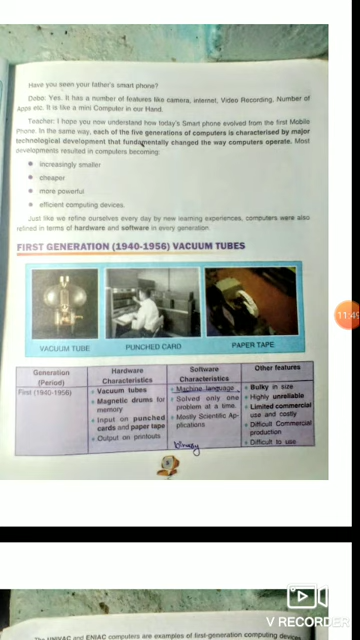 Have you seen your father's smart phone?
Dobo: Yes. It has a number of features like camera, internet, Video Recording, Number of
Apps etc. It is like a mini Computer in our Hand.
Teacher: I hope you now understand how today's Smart phone evolved from the first Mobile
Phone. In the same way, each of the five generations of computers is characterised by major
technological development that fundamentally changed the way computers operate. Most
developments resulted in computers becoming:
increasingly smaller
cheaper
more powerful
efficient computing devices.
Just like we refine ourselves every day by new learning experiences, computers were also
refined in terms of hardware and software in every generation.
FIRST GENERATION (1940-1956) VACUUM TUBES
VACUUM TUBE
PUNCHED CARD
PAPER TAPE
Generation
(Period)
Hardware
Characteristics
Software
Characteristics
Other features
First (1940-1956)
Vacuum tubes
Magnetic drums for
memory
Input on punched
cards and paper tape
Output on printouts
Machine language
Solved only one
problem at a time.
Mostly Scientific Ap-
plications
Bulky in size
Highly unreliable
Limited commercial
use and costly
Difficult Commercial
production
Difficult to use
binary
11:49
V RECORDER
The UNIVAC and ENIAC computers are examples of first-generation computing devices